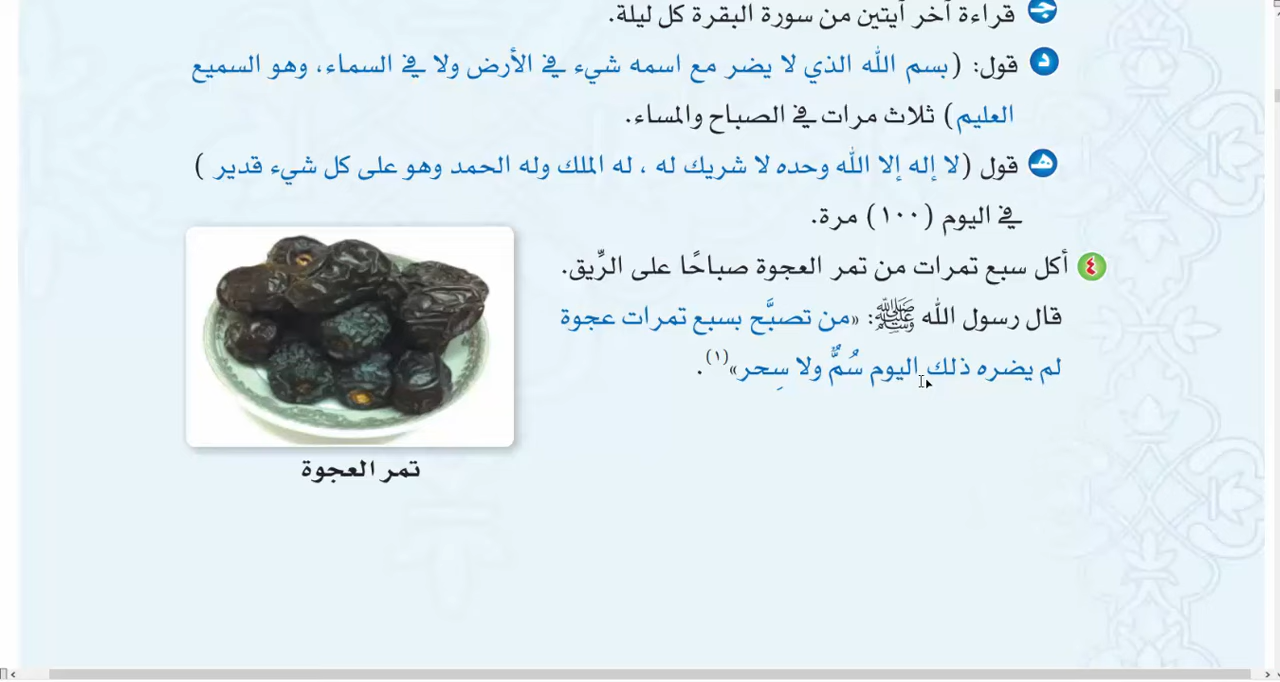 جـ قراءة آخر آيتين من سورة البقرة كل ليلة.
د قول: (بسم الله الذي لا يضر مع اسمه شيء في الأرض ولا في السماء، وهو السميع
العليم) ثلاث مرات في الصباح والمساء.
هـ قول (لا إله إلا الله وحده لا شريك له ، له الملك وله الحمد وهو على كل شيء قدير )
في اليوم (١٠٠) مرة.
٤ أكل سبع تمرات من تمر العجوة صباحًا على الرِّيق.
قال رسول الله ﷺ: «من تصبَّح بسبع تمرات عجوة
لم يضره ذلك اليوم سُمٌّ ولا سِحر»(١).
تمر العجوة